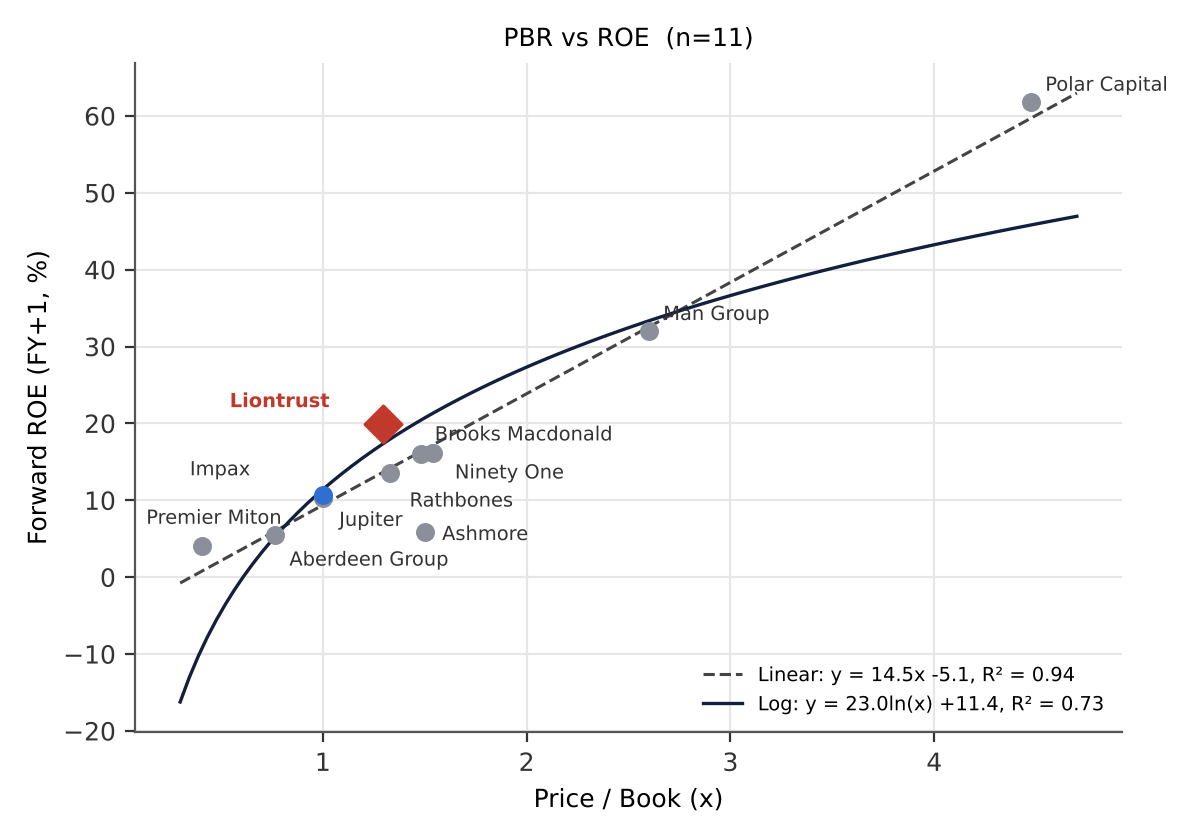 PBR vs ROE  (n=11)
Forward ROE (FY+1, %)
60
50
40
30
20
10
0
−10
−20
Polar Capital
Man Group
Liontrust
Brooks Macdonald
Impax
Ninety One
Rathbones
Premier Miton
Jupiter
Ashmore
Aberdeen Group
Linear: y = 14.5x -5.1, R² = 0.94
Log: y = 23.0ln(x) +11.4, R² = 0.73
1
2
3
4
Price / Book (x)